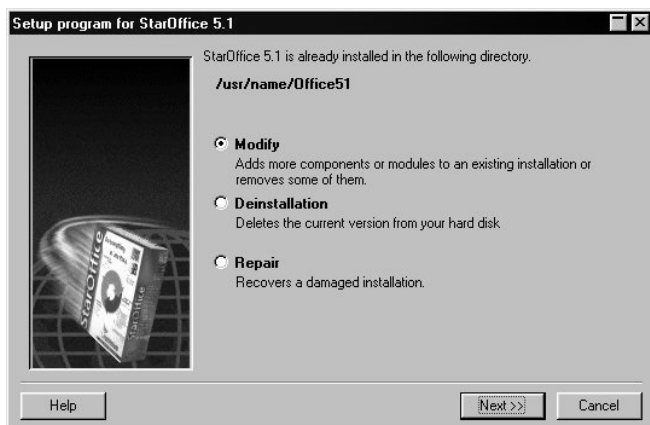 Setup program for StarOffice 5.1
StarOffice 5.1 is already installed in the following directory.
/usr/name/Office51
Modify
Adds more components or modules to an existing installation or
removes some of them.
Deinstallation
Deletes the current version from your hard disk
Repair
Recovers a damaged installation.
StarOffice
StarOffice
Help
Next >>
Cancel